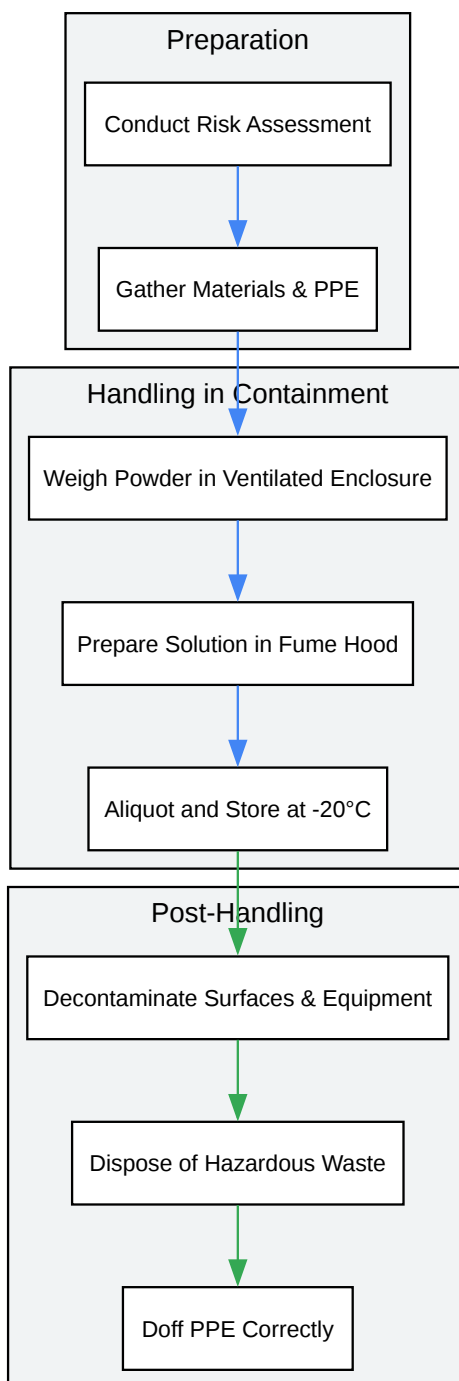 Preparation
Conduct Risk Assessment
Gather Materials & PPE
Handling in Containment
Weigh Powder in Ventilated Enclosure
Prepare Solution in Fume Hood
Aliquot and Store at -20°C
Post-Handling
Decontaminate Surfaces & Equipment
Dispose of Hazardous Waste
Doff PPE Correctly